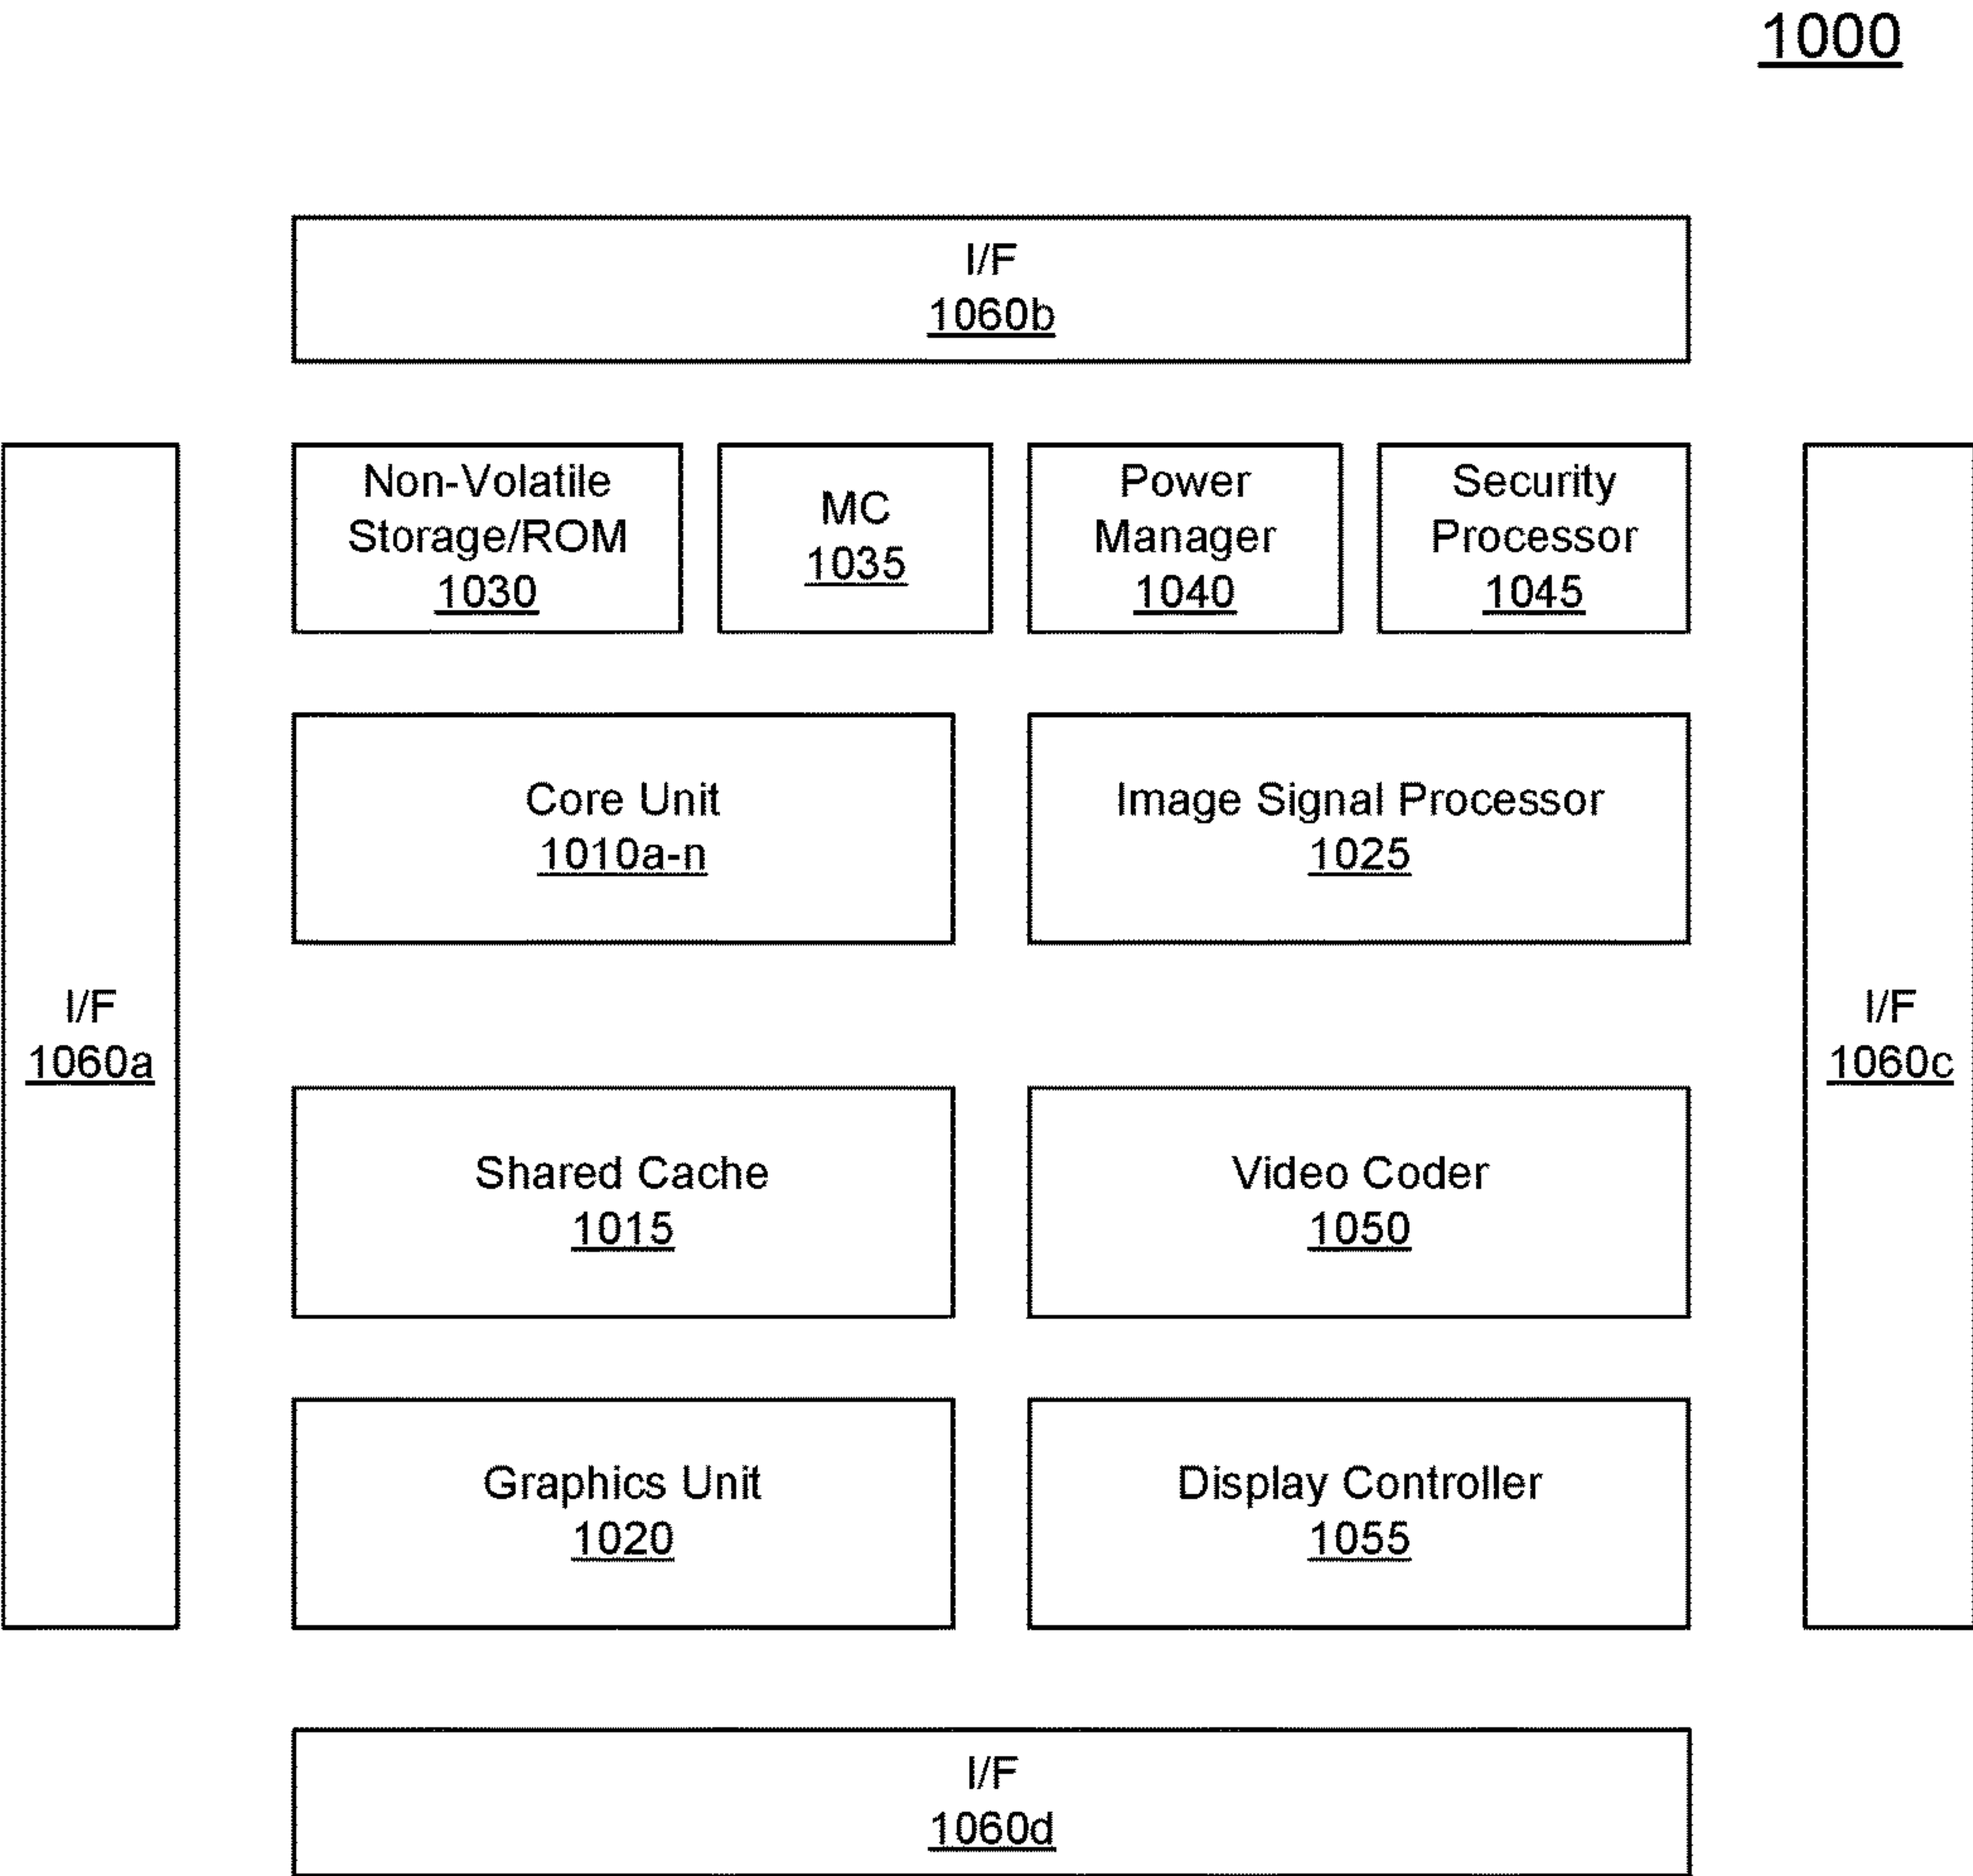 1000
I/F
1060b
Non-Volatile
Storage/ROM
1030
MC
1035
Power
Manager
1040
Security
Processor
1045
Core Unit
1010a-n
Image Signal Processor
1025
I/F
1060a
I/F
1060c
Shared Cache
1015
Video Coder
1050
Graphics Unit
1020
Display Controller
1055
I/F
1060d